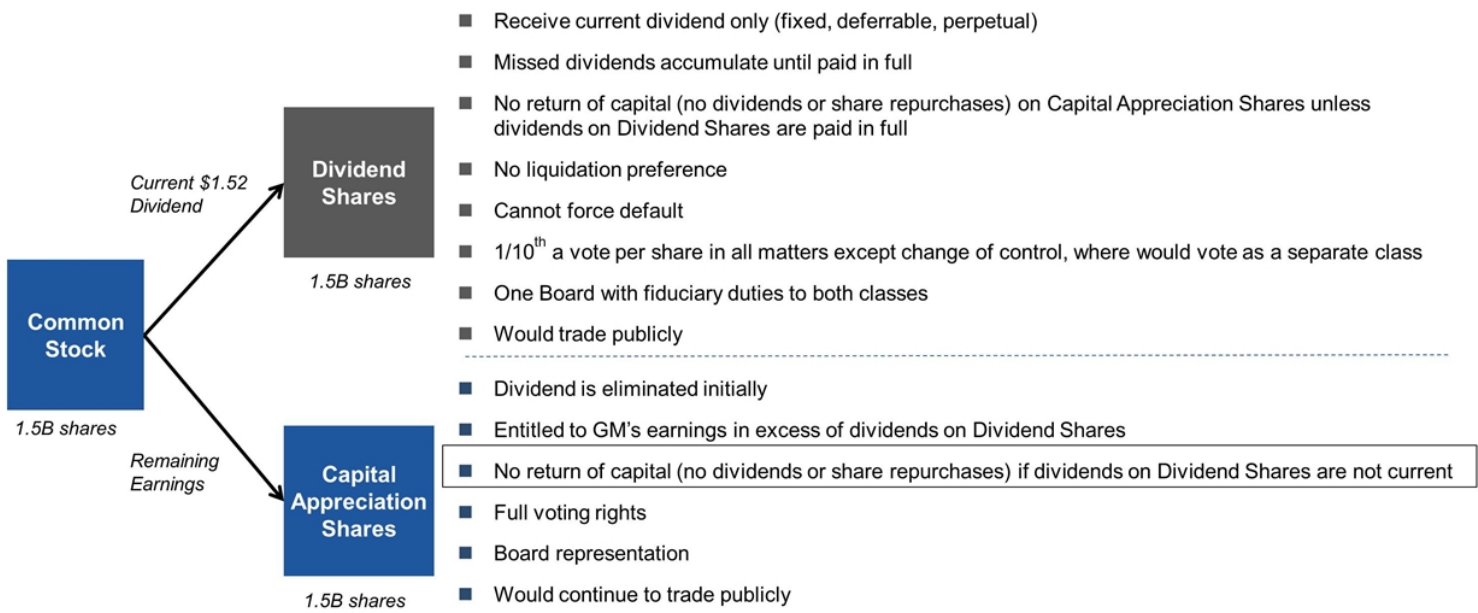 Receive current dividend only (fixed, deferrable, perpetual)
Missed dividends accumulate until paid in full
No return of capital (no dividends or share repurchases) on Capital Appreciation Shares unless
dividends on Dividend Shares are paid in full
No liquidation preference
Cannot force default
1/10th a vote per share in all matters except change of control, where would vote as a separate class
One Board with fiduciary duties to both classes
Would trade publicly
Current $1.52
Dividend
Dividend
Shares
1.5B shares
Common
Stock
1.5B shares
Remaining
Earnings
Capital
Appreciation
Shares
1.5B shares
Dividend is eliminated initially
Entitled to GM's earnings in excess of dividends on Dividend Shares
No return of capital (no dividends or share repurchases) if dividends on Dividend Shares are not current
Full voting rights
Board representation
Would continue to trade publicly